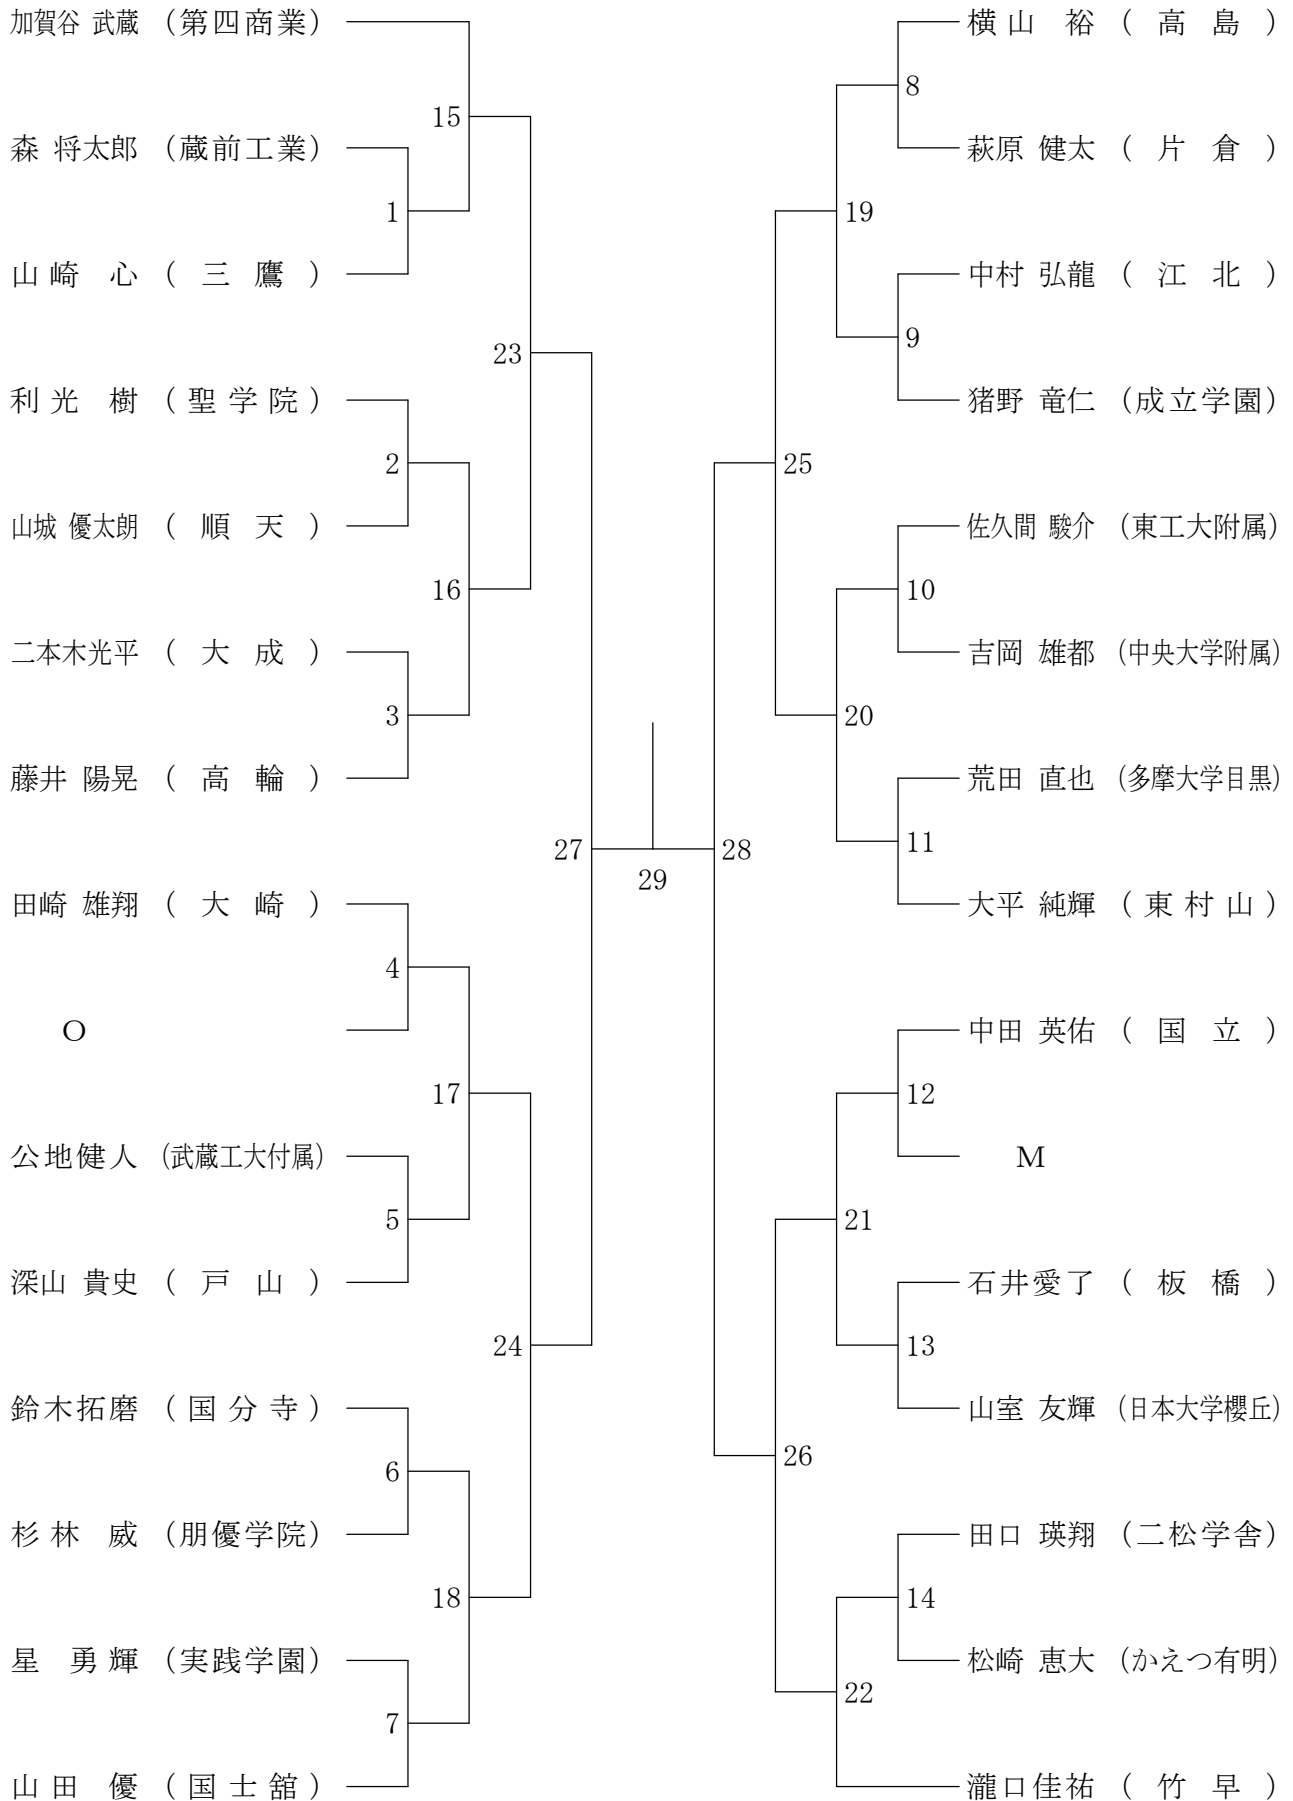 加賀谷 武蔵 (第四商業)
15
森 将太郎 (蔵前工業)
1
山崎 心 (三鷹)
23
利光 樹 (聖学院)
2
山城 優太朗 (順天)
16
二本木光平 (大成)
3
藤井 陽晃 (高輪)
27
田崎 雄翔 (大崎)
4
O
17
公地健人 (武蔵工大付属)
5
深山 貴史 (戸山)
24
鈴木拓磨 (国分寺)
6
杉林 威 (朋優学院)
18
星 勇輝 (実践学園)
7
山田 優 (国士舘)
29
横山 裕 (高島)
8
萩原 健太 (片倉)
19
中村 弘龍 (江北)
9
猪野 竜仁 (成立学園)
25
佐久間 駿介 (東工大附属)
10
吉岡 雄都 (中央大学附属)
20
荒田 直也 (多摩大学目黒)
11
28
大平 純輝 (東村山)
中田 英佑 (国立)
12
M
21
石井愛了 (板橋)
13
山室 友輝 (日本大学櫻丘)
26
田口 瑛翔 (二松学舎)
14
松崎 恵大 (かえつ有明)
22
瀧口佳祐 (竹早)